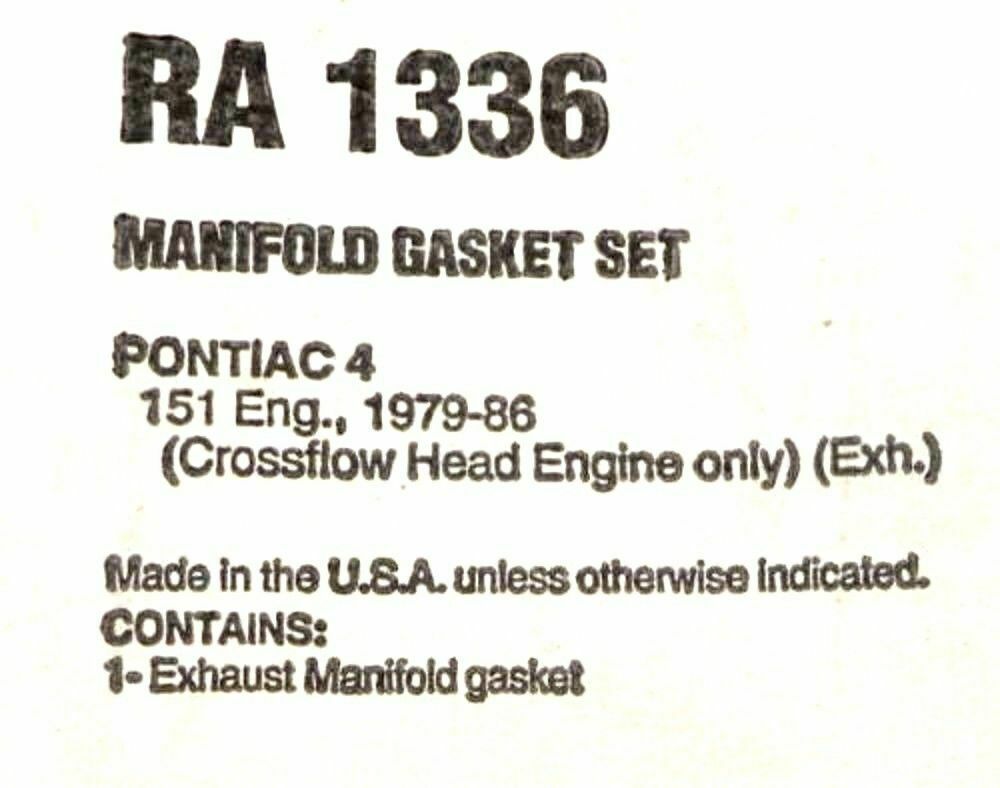 RA 1336
MANIFOLD GASKET SET
PONTIAC 4
151 Eng., 1979-86
(Crossflow Head Engine only) (Exh.)
Made in the U.S.A. unless otherwise indicated.
CONTAINS:
1- Exhaust Manifold gasket